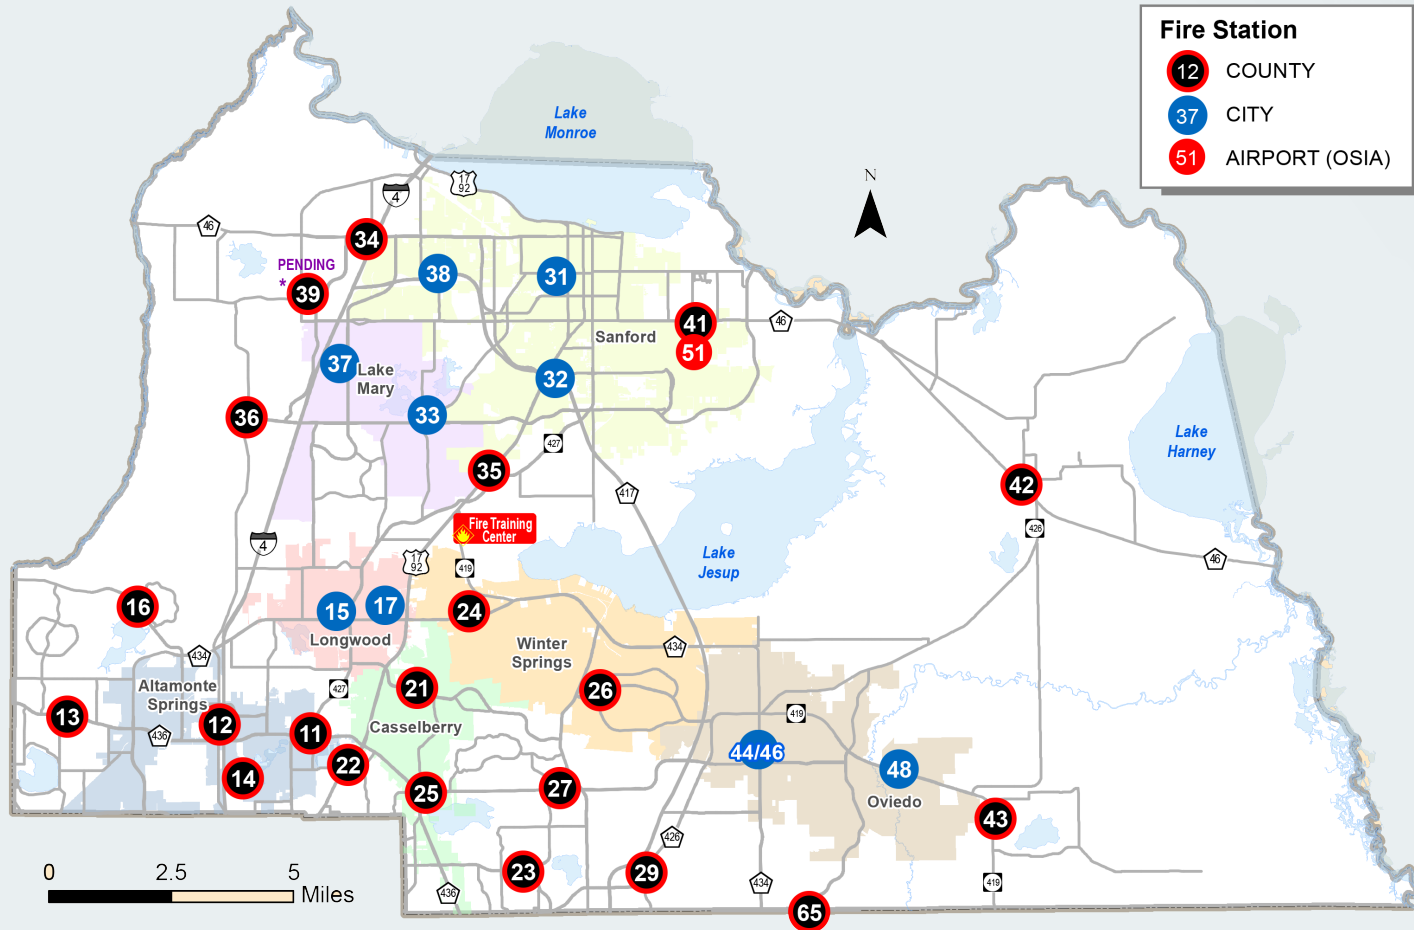 Fire Station
12 COUNTY
37 CITY
51 AIRPORT (OSIA)
Lake
Monroe
N
17
92
4
46
34
PENDING
*
39
38
31
41
51
46
Sanford
37
Lake
Mary
32
33
36
427
35
417
42
Lake
Harney
426
46
Fire Training
Center
4
17
92
419
Lake
Jesup
16
15
17
24
Longwood
434
Winter
Springs
434
Altamonte
Springs
427
21
26
13
12
436
11
Casselberry
419
44/46
22
14
25
27
48
Oviedo
43
426
0 2.5 5
Miles
23
29
436
434
419
65